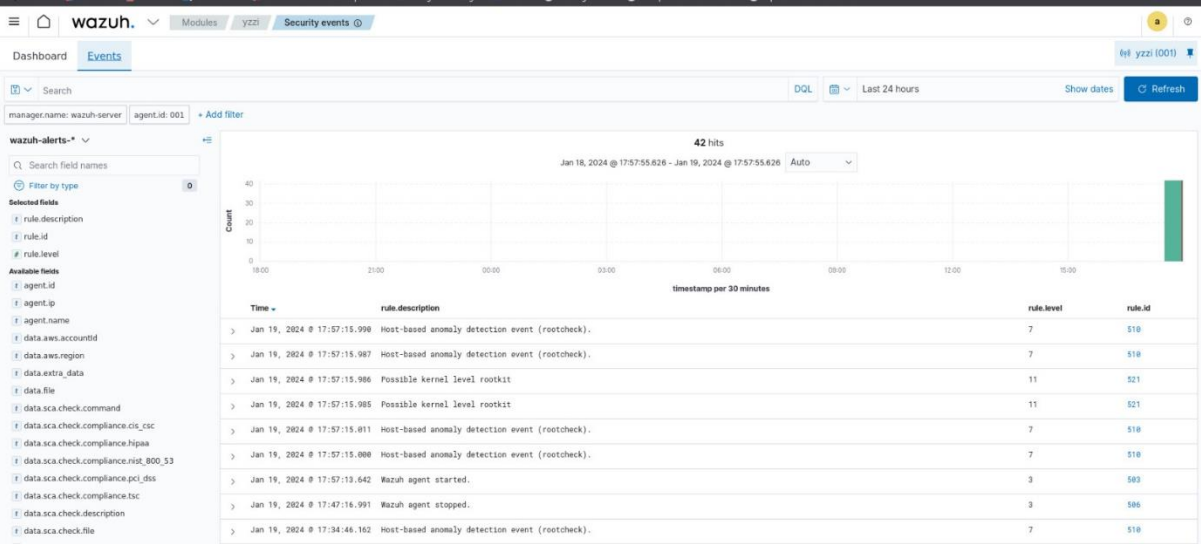 wazuh. Modules yzzi Security events
a
Dashboard Events
yzzi (001)
Search DQL Last 24 hours Show dates Refresh
manager.name: wazuh-server agent.id: 001 + Add filter
wazuh-alerts-*
Search field names
Filter by type 0
Selected fields
t rule.description
t rule.id
# rule.level
Available fields
t agent.id
t agent.ip
t agent.name
t data.aws.accountId
t data.aws.region
t data.extra_data
t data.file
t data.sca.check.command
t data.sca.check.compliance.cis_csc
t data.sca.check.compliance.hipaa
t data.sca.check.compliance.nist_800_53
t data.sca.check.compliance.pci_dss
t data.sca.check.compliance.tsc
t data.sca.check.description
t data.sca.check.file
42 hits
Jan 18, 2024 @ 17:57:55.626 - Jan 19, 2024 @ 17:57:55.626 Auto
Count
40
30
20
10
0
18:00 21:00 00:00 03:00 06:00 09:00 12:00 15:00
timestamp per 30 minutes
Time rule.description rule.level rule.id
Jan 19, 2024 @ 17:57:15.990 Host-based anomaly detection event (rootcheck). 7 510
Jan 19, 2024 @ 17:57:15.987 Host-based anomaly detection event (rootcheck). 7 510
Jan 19, 2024 @ 17:57:15.986 Possible kernel level rootkit 11 521
Jan 19, 2024 @ 17:57:15.985 Possible kernel level rootkit 11 521
Jan 19, 2024 @ 17:57:15.011 Host-based anomaly detection event (rootcheck). 7 510
Jan 19, 2024 @ 17:57:15.000 Host-based anomaly detection event (rootcheck). 7 510
Jan 19, 2024 @ 17:57:13.642 Wazuh agent started. 3 503
Jan 19, 2024 @ 17:47:16.991 Wazuh agent stopped. 3 506
Jan 19, 2024 @ 17:34:46.162 Host-based anomaly detection event (rootcheck). 7 510